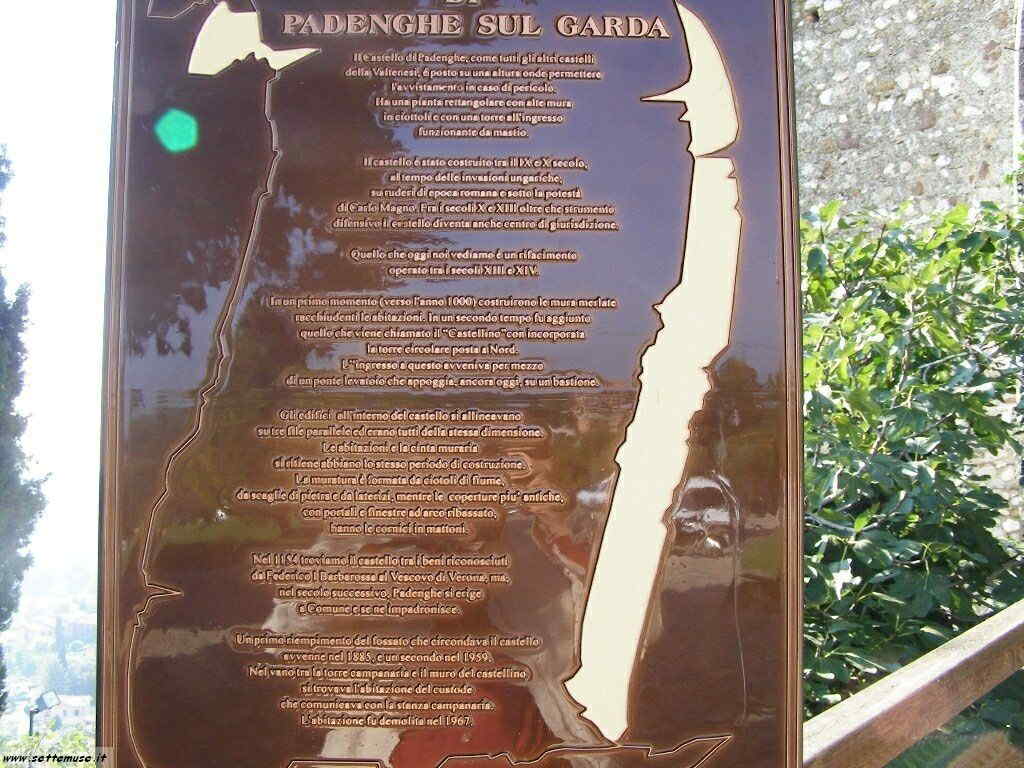 DI
PADENGHE SUL GARDA
Il Castello di Padenghe, come tutti gli altri castelli
della Valtenesi, è posto su una altura onde permettere
l'avvistamento in caso di pericolo.
Ha una pianta rettangolare con alte mura
in ciottoli e con una torre all'ingresso
funzionante da mastio.
Il castello è stato costruito tra il IX e X secolo,
al tempo delle invasioni ungariche,
su ruderi di epoca romana e sotto la potestà
di Carlo Magno. Fra i secoli X e XIII oltre che strumento
difensivo il castello diventa anche centro di giurisdizione.
Quello che oggi noi vediamo è un rifacimento
operato tra i secoli XIII e XIV.
In un primo momento (verso l'anno 1000) costruirono le mura merlate
racchiudenti le abitazioni. In un secondo tempo fu aggiunto
quello che viene chiamato il "Castellino" con incorporata
la torre circolare posta a Nord.
L'ingresso a questo avveniva per mezzo
di un ponte levatoio che appoggia, ancora oggi, su un bastione.
Gli edifici all'interno del castello si allineavano
su tre file parallele ed erano tutti della stessa dimensione.
Le abitazioni e la cinta muraria
si ritiene abbiano lo stesso periodo di costruzione.
La muratura è formata da ciotoli di fiume,
da scaglie di pietra e da laterizi, mentre le coperture piu' antiche,
con portali e finestre ad arco ribassato,
hanno le cornici in mattoni.
Nel 1154 troviamo il castello tra i beni riconosciuti
da Federico I Barbarossa al Vescovo di Verona, ma,
nel secolo successivo, Padenghe si erige
a Comune e se ne impadronisce.
Un primo riempimento del fossato che circondava il castello
avvenne nel 1885, e un secondo nel 1959.
Nel vano tra la torre campanaria e il muro del castellino
si trovava l'abitazione del custode
che comunicava con la stanza campanaria.
L'abitazione fu demolita nel 1967.
www.settemuse.it